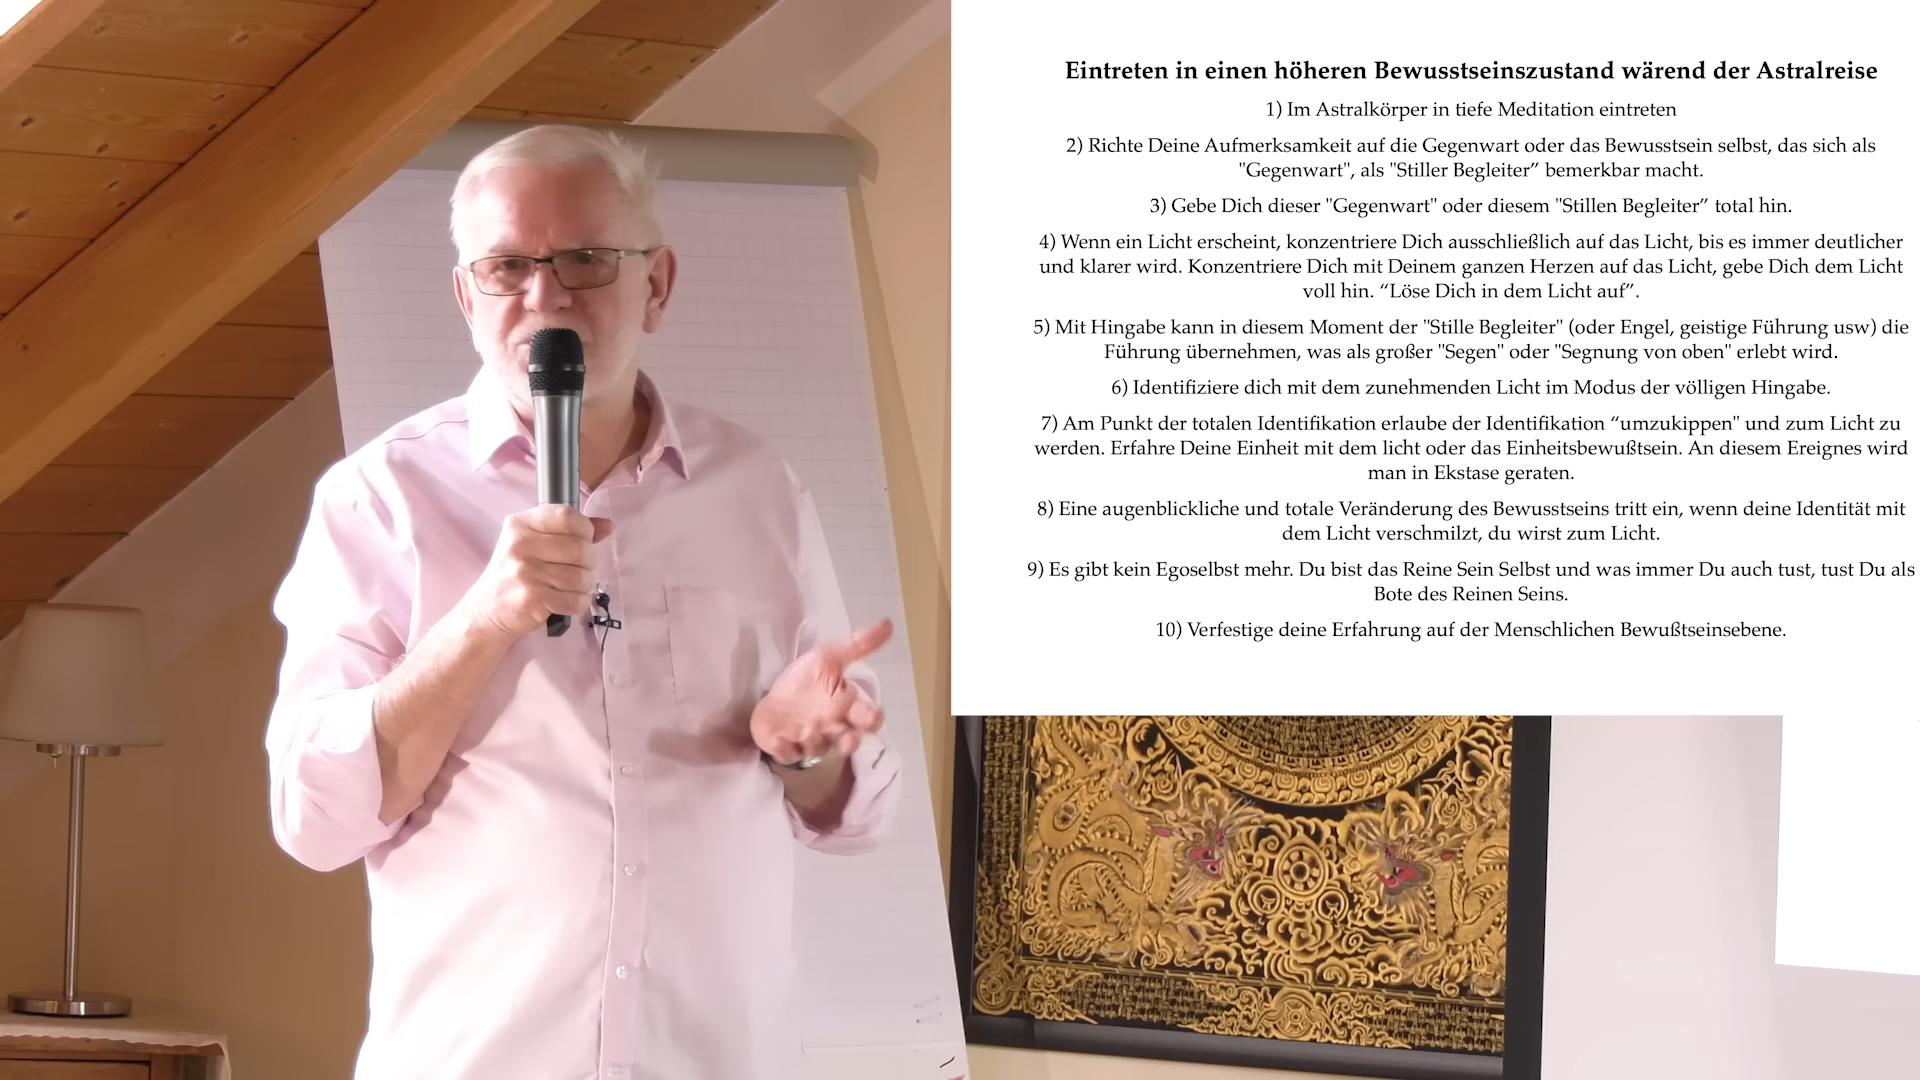 Eintreten in einen höheren Bewusstseinszustand wärend der Astralreise
1) Im Astralkörper in tiefe Meditation eintreten
2) Richte Deine Aufmerksamkeit auf die Gegenwart oder das Bewusstsein selbst, das sich als
"Gegenwart", als "Stiller Begleiter” bemerkbar macht.
3) Gebe Dich dieser "Gegenwart" oder diesem "Stillen Begleiter” total hin.
4) Wenn ein Licht erscheint, konzentriere Dich ausschließlich auf das Licht, bis es immer deutlicher
und klarer wird. Konzentriere Dich mit Deinem ganzen Herzen auf das Licht, gebe Dich dem Licht
voll hin. “Löse Dich in dem Licht auf”.
5) Mit Hingabe kann in diesem Moment der "Stille Begleiter" (oder Engel, geistige Führung usw) die
Führung übernehmen, was als großer "Segen" oder "Segnung von oben" erlebt wird.
6) Identifiziere dich mit dem zunehmenden Licht im Modus der völligen Hingabe.
7) Am Punkt der totalen Identifikation erlaube der Identifikation “umzukippen" und zum Licht zu
werden. Erfahre Deine Einheit mit dem licht oder das Einheitsbewußtsein. An diesem Ereignes wird
man in Ekstase geraten.
8) Eine augenblickliche und totale Veränderung des Bewusstseins tritt ein, wenn deine Identität mit
dem Licht verschmilzt, du wirst zum Licht.
9) Es gibt kein Egoselbst mehr. Du bist das Reine Sein Selbst und was immer Du auch tust, tust Du als
Bote des Reinen Seins.
10) Verfestige deine Erfahrung auf der Menschlichen Bewußtseinsebene.